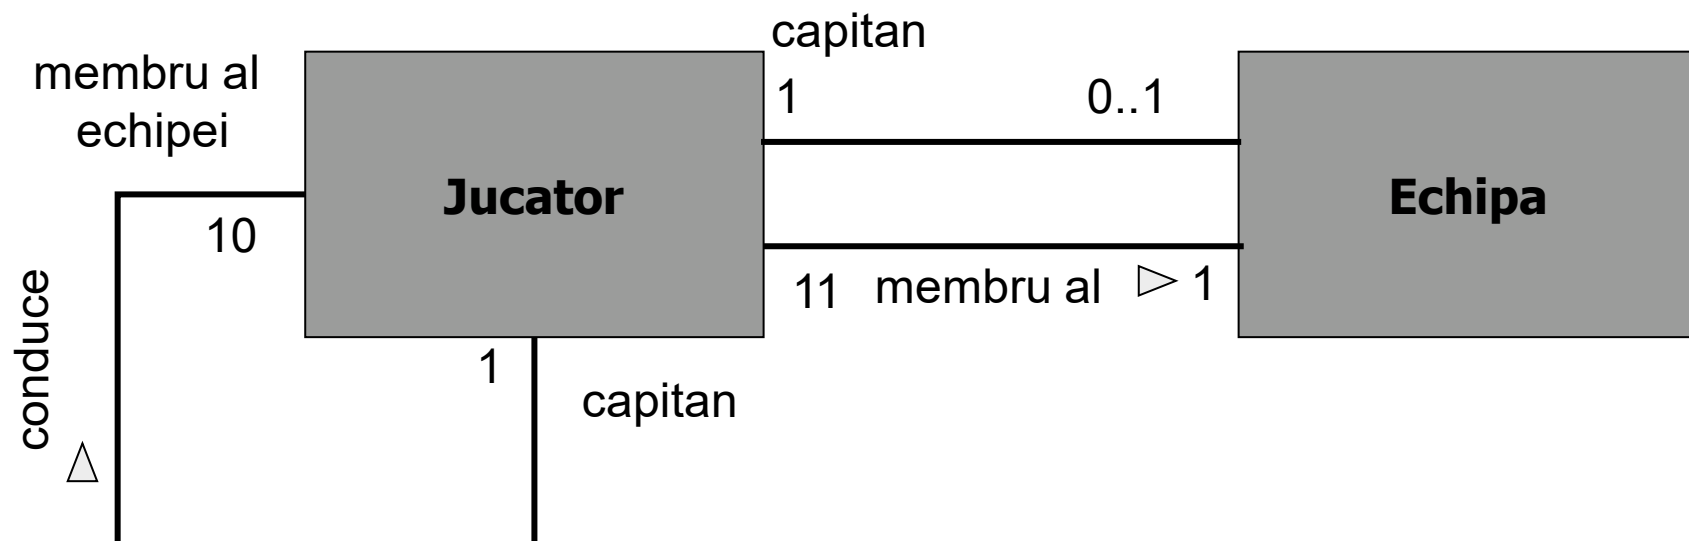 capitan
membru al
echipei
1
0..1
Jucator
Echipa
10
11
membru al
1
conduce
1
capitan